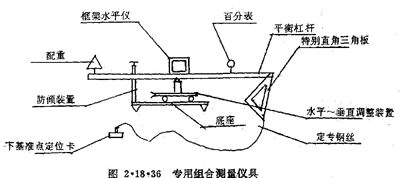 框架水平仪
百分表
平衡杠杆
特别直角三角板
配重
防倾装置
底座
水平~垂直调整装置
定专钢丝
下基准点定位卡
图 2·18·36 专用组合测量仪具